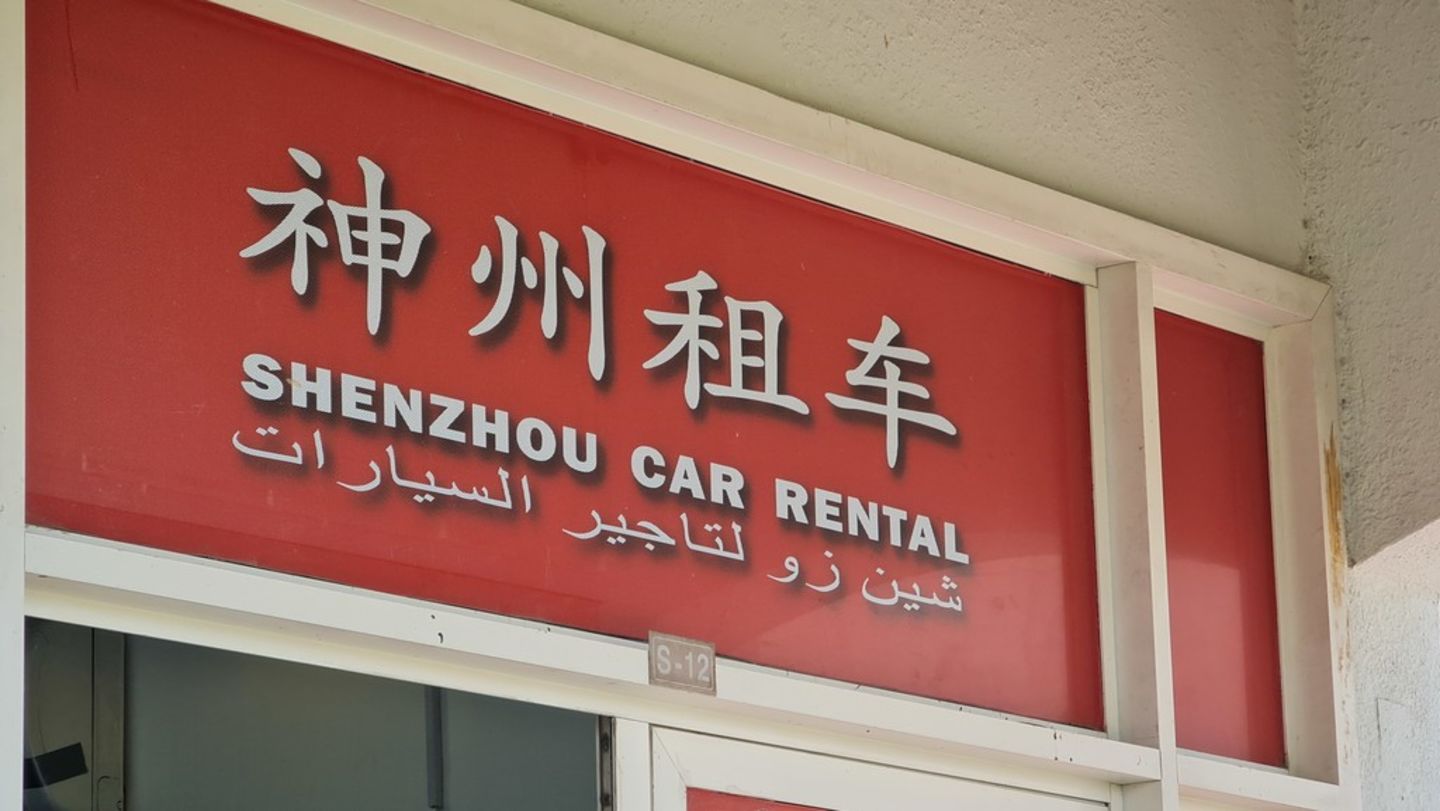 神州租车
SHENZHOU CAR RENTAL
شين زو لتاجير السيارات
S-12